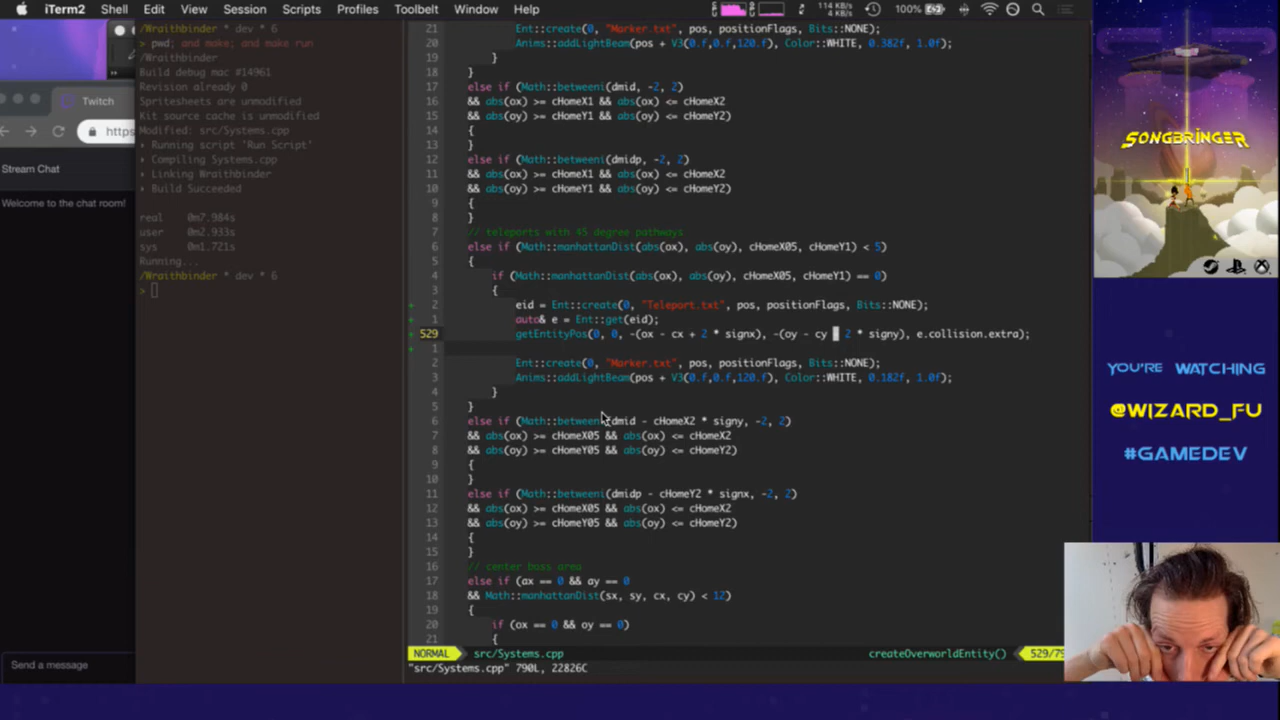 iTerm2 Shell Edit View Session Scripts Profiles Toolbelt Window Help
114 KB
4 KB
100%
/Wraithbinder * dev * 6
> pwd; and make; and make run
/Wraithbinder
Build debug mac #14961
Revision already 0
Spritesheets are unmodified
Kit source cache is unmodified
Modified: src/Systems.cpp
Running script 'Run Script'
Compiling Systems.cpp
Linking Wraithbinder
Build Succeeded
real 0m7.984s
user 0m2.933s
sys 0m1.721s
Running...
/Wraithbinder * dev * 6
>
Twitch
https
Stream Chat
Welcome to the chat room!
Send a message
21 Ent::create(0, "Marker.txt", pos, positionFlags, Bits::NONE);
20 Anims::addLightBeam(pos + V3(0.f,0.f,120.f), Color::WHITE, 0.382f, 1.0f);
19 }
18 }
17 else if (Math::betweeni(dmid, -2, 2)
16 && abs(ox) >= cHomeX1 && abs(ox) <= cHomeX2
15 && abs(oy) >= cHomeY1 && abs(oy) <= cHomeY2)
14 {
13 }
12 else if (Math::betweeni(dmidp, -2, 2)
11 && abs(ox) >= cHomeX1 && abs(ox) <= cHomeX2
10 && abs(oy) >= cHomeY1 && abs(oy) <= cHomeY2)
9 {
8 }
7 // teleports with 45 degree pathways
6 else if (Math::manhattanDist(abs(ox), abs(oy), cHomeX05, cHomeY1) < 5)
5 {
4 if (Math::manhattanDist(abs(ox), abs(oy), cHomeX05, cHomeY1) == 0)
3 {
2 eid = Ent::create(0, "Teleport.txt", pos, positionFlags, Bits::NONE);
1 auto& e = Ent::get(eid);
529 getEntityPos(0, 0, -(ox - cx + 2 * signx), -(oy - cy 2 * signy), e.collision.extra);
1
2 Ent::create(0, "Marker.txt", pos, positionFlags, Bits::NONE);
3 Anims::addLightBeam(pos + V3(0.f,0.f,120.f), Color::WHITE, 0.182f, 1.0f);
4 }
5 }
6 else if (Math::betweeni(dmid - cHomeX2 * signy, -2, 2)
7 && abs(ox) >= cHomeX05 && abs(ox) <= cHomeX2
8 && abs(oy) >= cHomeY05 && abs(oy) <= cHomeY2)
9 {
10 }
11 else if (Math::betweeni(dmidp - cHomeY2 * signx, -2, 2)
12 && abs(ox) >= cHomeX05 && abs(ox) <= cHomeX2
13 && abs(oy) >= cHomeY05 && abs(oy) <= cHomeY2)
14 {
15 }
16 // center boss area
17 else if (ax == 0 && ay == 0
18 && Math::manhattanDist(sx, sy, cx, cy) < 12)
19 {
20 if (ox == 0 && oy == 0)
21 {
NORMAL src/Systems.cpp createOverworldEntity() 529/79
"src/Systems.cpp" 790L, 22826C
SONGBRINGER
YOU'RE WATCHING
@WIZARD_FU
#GAMEDEV